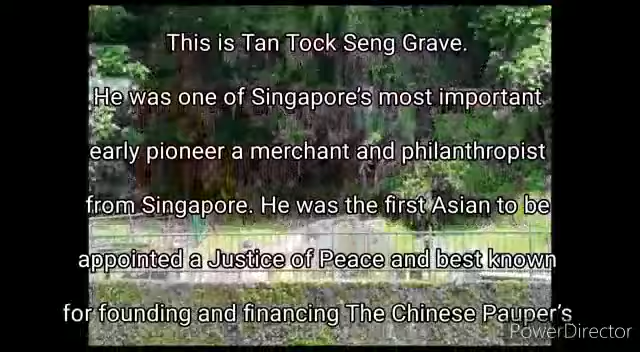 This is Tan Tock Seng Grave.
He was one of Singapore's most important
early pioneer a merchant and philanthropist
from Singapore. He was the first Asian to be
appointed a Justice of Peace and best known
for founding and financing The Chinese Pauper's
PowerDirector